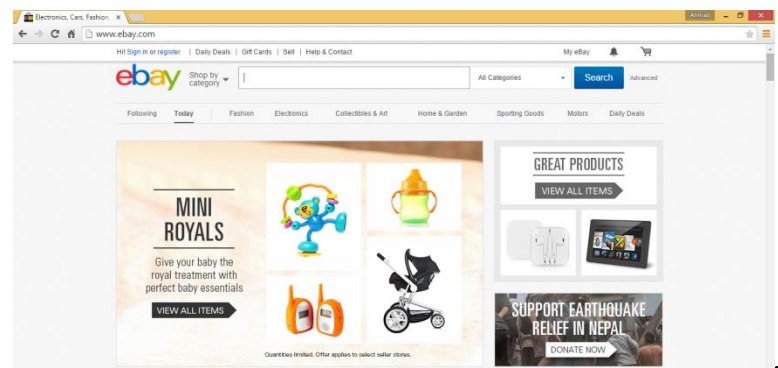 Electronics, Cars, Fashion,
Ahmad
www.ebay.com
Hi! Sign in or register | Daily Deals | Gift Cards | Sell | Help & Contact
My eBay
ebay
Shop by
category
All Categories
Search
Advanced
Following Today Fashion Electronics Collectibles & Art Home & Garden Sporting Goods Motors Daily Deals
MINI
ROYALS
Give your baby the
royal treatment with
perfect baby essentials
VIEW ALL ITEMS
Quantities limited. Offer applies to select seller stores.
GREAT PRODUCTS
VIEW ALL ITEMS
SUPPORT EARTHQUAKE
RELIEF IN NEPAL
DONATE NOW